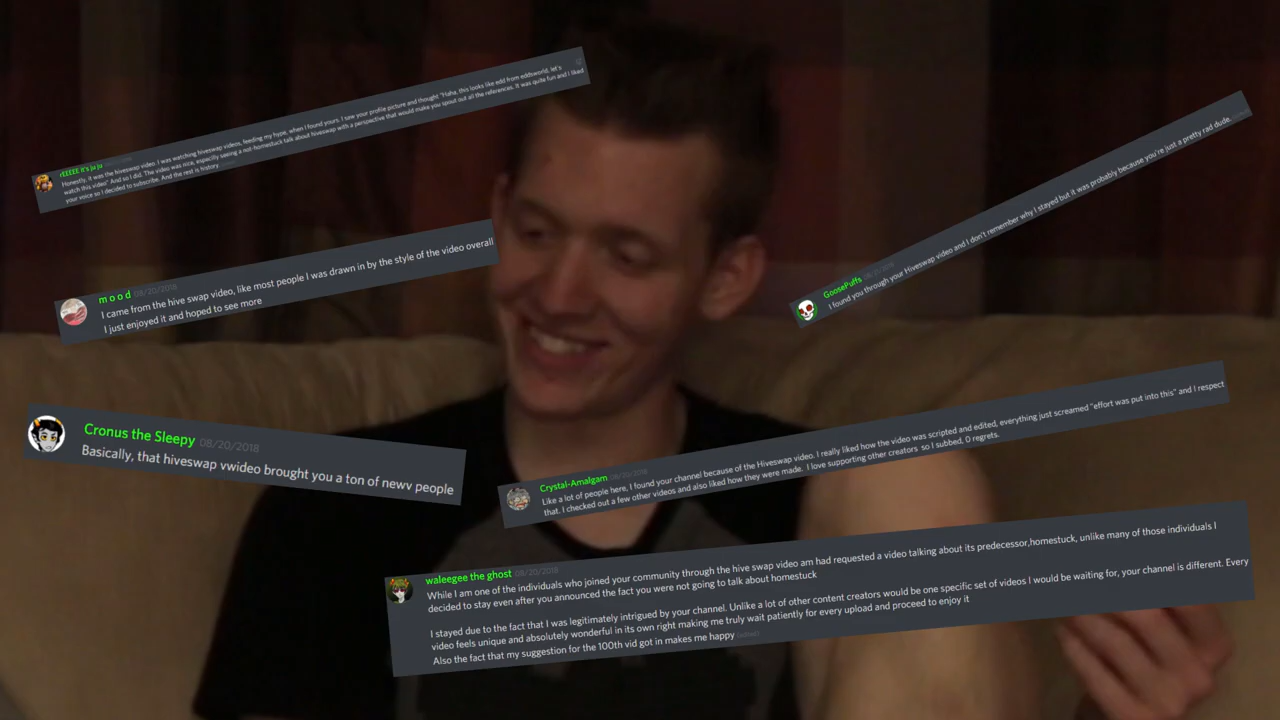 rEEEEE it's ju ju
Honestly, it was the hiveswap video. I was watching hiveswap videos, feeding my hype, when I found yours. I saw your profile picture and thought "Haha, this looks like edd from eddsworld, let's
watch this video" And so I did. The video was nice, especilly seeing a not-homestuck talk about hiveswap with a perspective that would make you spout out all the references. It was quite fun and I liked
your voice so I decided to subscribe. And the rest is history
m o o d 08/20/2018
I came from the hive swap video, like most people I was drawn in by the style of the video overall
I just enjoyed it and hoped to see more
GoosePuffs
I found you through your Hiveswap video and I don't remember why I stayed but it was probably because you're just a pretty rad dude.
Cronus the Sleepy 08/20/2018
Basically, that hiveswap vwideo brought you a ton of newv people
Crystal-Amalgam 08/20/2018
Like a lot of people here, I found your channel because of the Hiveswap video. I really liked how the video was scripted and edited, everything just screamed "effort was put into this" and I respect
that. I checked out a few other videos and also liked how they were made. I love supporting other creators so I subbed, 0 regrets.
waleegee the ghost 08/20/2018
While I am one of the individuals who joined your community through the hive swap video am had requested a video talking about its predecessor,homestuck, unlike many of those individuals I
decided to stay even after you announced the fact you were not going to talk about homestuck
I stayed due to the fact that I was legitimately intrigued by your channel. Unlike a lot of other content creators would be one specific set of videos I would be waiting for, your channel is different. Every
video feels unique and absolutely wonderful in its own right making me truly wait patiently for every upload and proceed to enjoy it
Also the fact that my suggestion for the 100th vid got in makes me happy (edited)